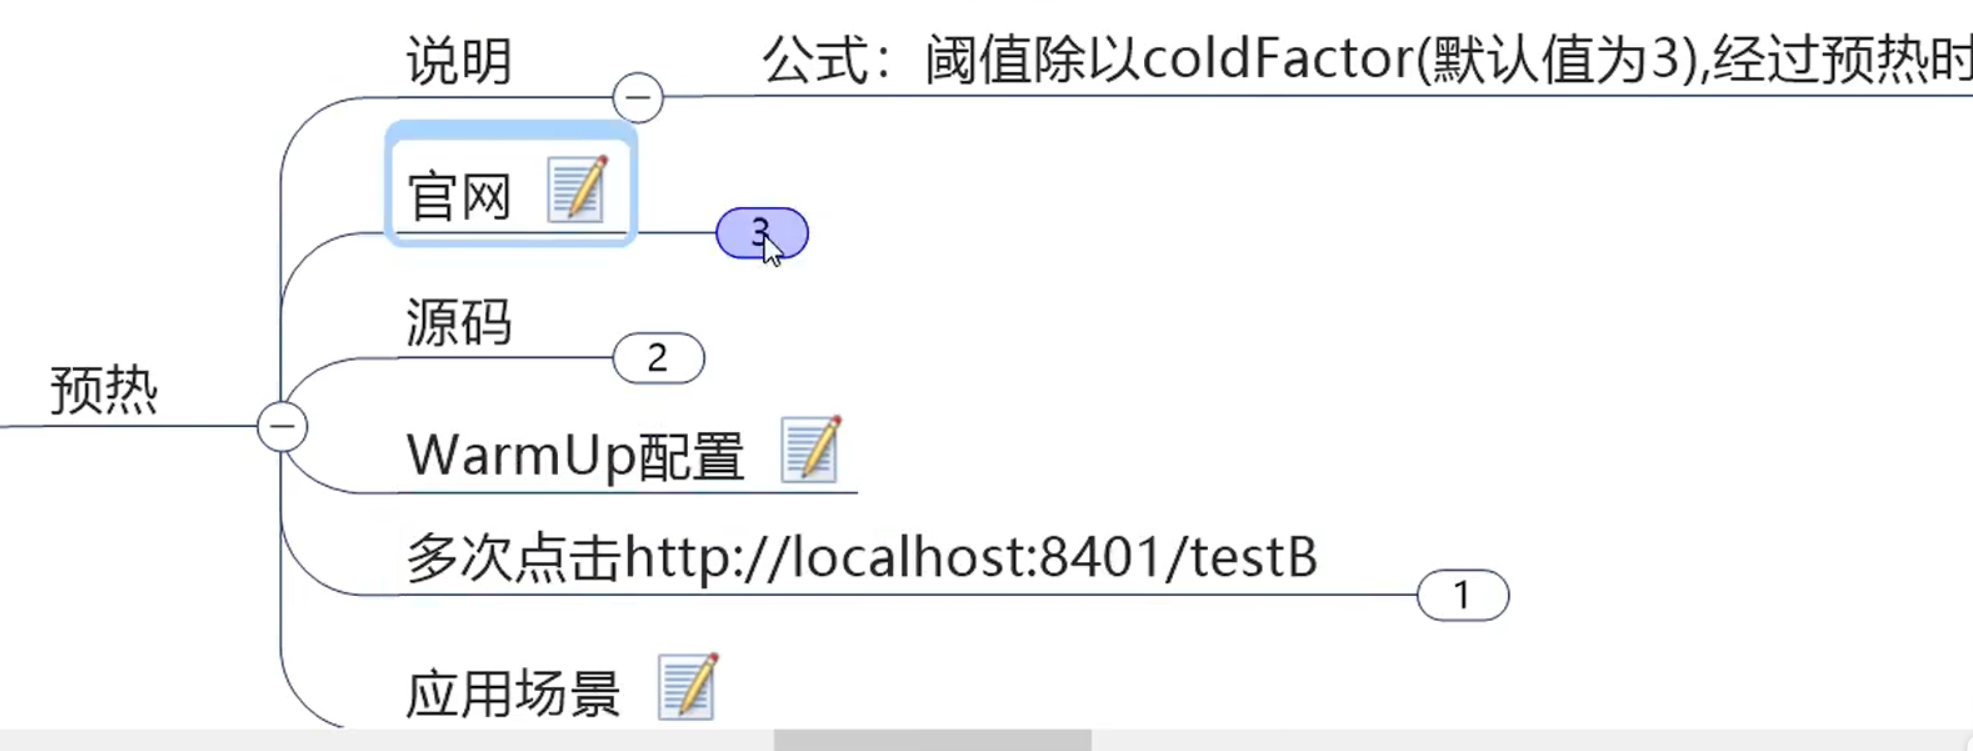 说明
公式：阈值除以coldFactor(默认值为3),经过预热时
官网
3
源码
2
预热
WarmUp配置
多次点击http://localhost:8401/testB
1
应用场景